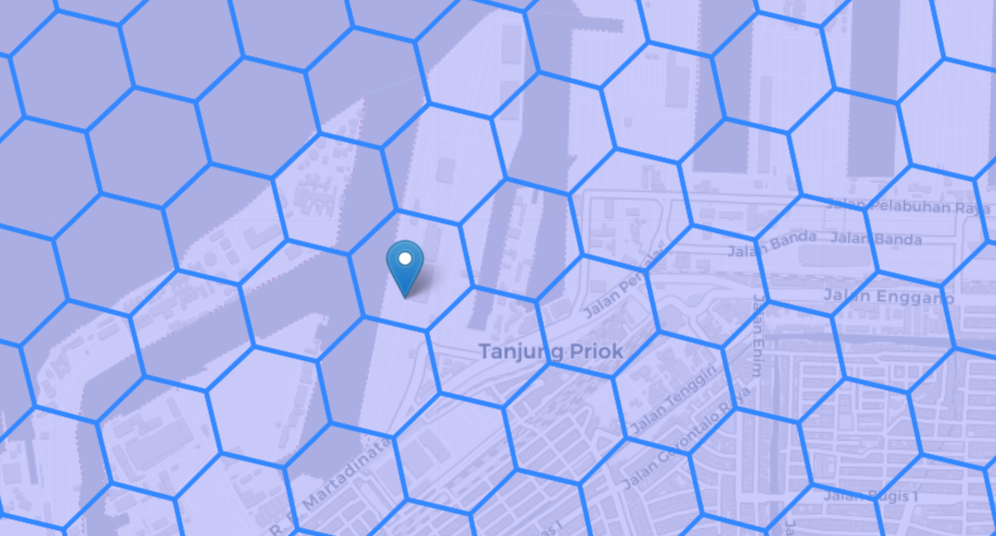 Jalan Pelabuhan Raya
Jalan Banda
Jalan Banda
Jalan Enggano
Tanjung Priok
Jalan Enim
Jalan Tenggiri
Jalan Gorontalo Raya
R. E. Martadinata
Jalan Bugis 1